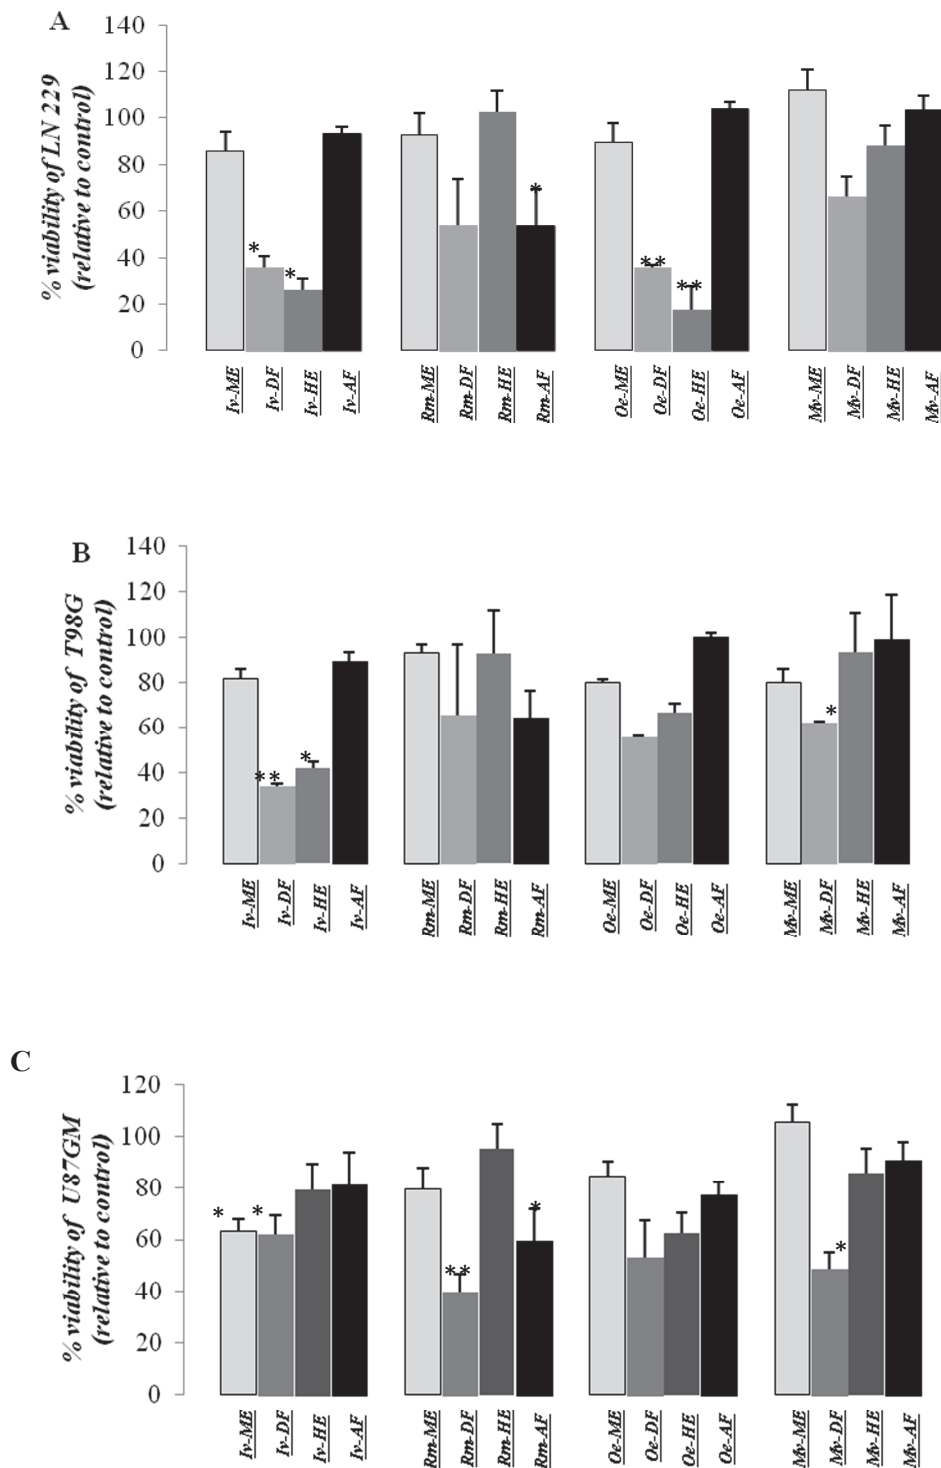 A
% viability of LN 229
(relative to control)
140
120
100
80
60
40
20
0
*
*
*
**
**
Iv-ME
Iv-DF
Iv-HE
Iv-AF
Rm-ME
Rm-DF
Rm-HE
Rm-AF
Oe-ME
Oe-DF
Oe-HE
Oe-AF
Mv-ME
Mv-DF
Mv-HE
Mv-AF
B
% viability of T98G
(relative to control)
140
120
100
80
60
40
20
0
**
*
*
Iv-ME
Iv-DF
Iv-HE
Iv-AF
Rm-ME
Rm-DF
Rm-HE
Rm-AF
Oe-ME
Oe-DF
Oe-HE
Oe-AF
Mv-ME
Mv-DF
Mv-HE
Mv-AF
C
% viability of U87GM
(relative to control)
120
100
80
60
40
20
0
*
*
**
*
*
Iv-ME
Iv-DF
Iv-HE
Iv-AF
Rm-ME
Rm-DF
Rm-HE
Rm-AF
Oe-ME
Oe-DF
Oe-HE
Oe-AF
Mv-ME
Mv-DF
Mv-HE
Mv-AF